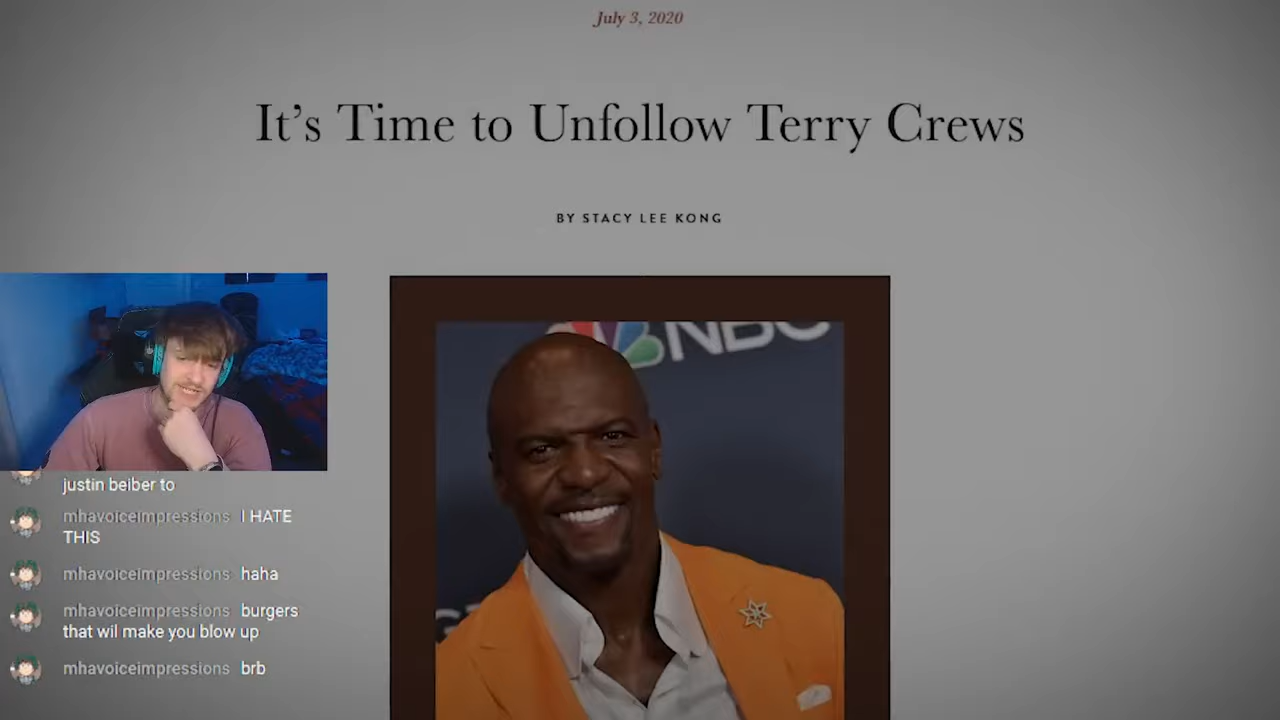 July 3, 2020
It's Time to Unfollow Terry Crews
BY STACY LEE KONG
NBC
justin beiber to
mhavoiceimpressions I HATE
THIS
mhavoiceimpressions haha
mhavoiceimpressions burgers
that wil make you blow up
mhavoiceimpressions brb